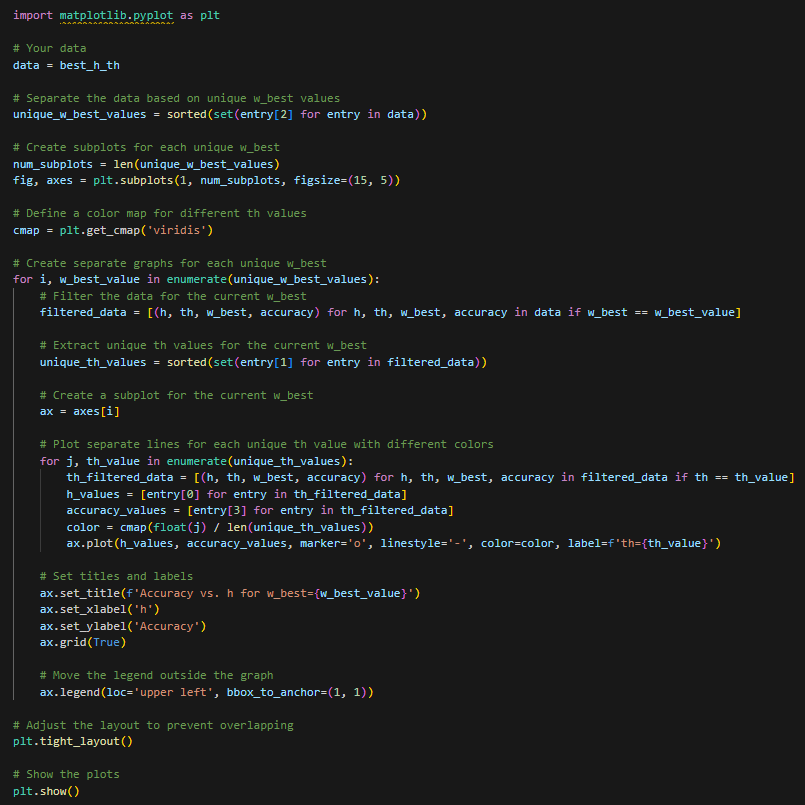 import matplotlib.pyplot as plt

# Your data
data = best_h_th

# Separate the data based on unique w_best values
unique_w_best_values = sorted(set(entry[2] for entry in data))

# Create subplots for each unique w_best
num_subplots = len(unique_w_best_values)
fig, axes = plt.subplots(1, num_subplots, figsize=(15, 5))

# Define a color map for different th values
cmap = plt.get_cmap('viridis')

# Create separate graphs for each unique w_best
for i, w_best_value in enumerate(unique_w_best_values):
    # Filter the data for the current w_best
    filtered_data = [(h, th, w_best, accuracy) for h, th, w_best, accuracy in data if w_best == w_best_value]

    # Extract unique th values for the current w_best
    unique_th_values = sorted(set(entry[1] for entry in filtered_data))

    # Create a subplot for the current w_best
    ax = axes[i]

    # Plot separate lines for each unique th value with different colors
    for j, th_value in enumerate(unique_th_values):
        th_filtered_data = [(h, th, w_best, accuracy) for h, th, w_best, accuracy in filtered_data if th == th_value]
        h_values = [entry[0] for entry in th_filtered_data]
        accuracy_values = [entry[3] for entry in th_filtered_data]
        color = cmap(float(j) / len(unique_th_values))
        ax.plot(h_values, accuracy_values, marker='o', linestyle='-', color=color, label=f'th={th_value}')

    # Set titles and labels
    ax.set_title(f'Accuracy vs. h for w_best={w_best_value}')
    ax.set_xlabel('h')
    ax.set_ylabel('Accuracy')
    ax.grid(True)

    # Move the legend outside the graph
    ax.legend(loc='upper left', bbox_to_anchor=(1, 1))

# Adjust the layout to prevent overlapping
plt.tight_layout()

# Show the plots
plt.show()